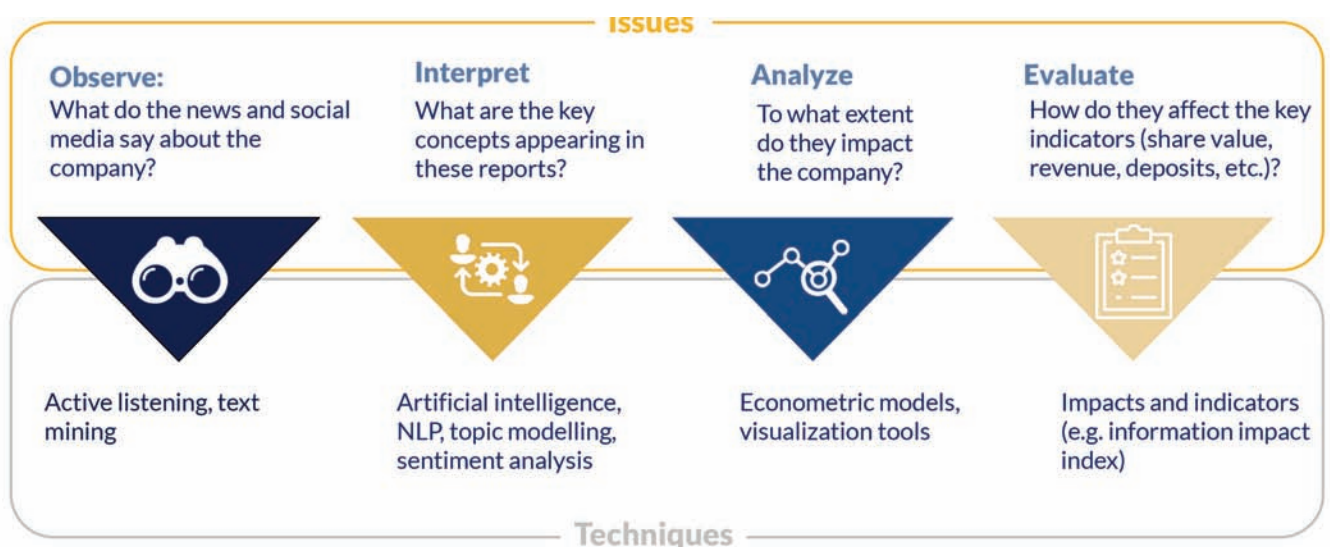 Issues
Observe:
What do the news and social
media say about the
company?
Interpret
What are the key
concepts appearing in
these reports?
Analyze
To what extent
do they impact
the company?
Evaluate
How do they affect the key
indicators (share value,
revenue, deposits, etc.)?
Active listening, text
mining
Artificial intelligence,
NLP, topic modelling,
sentiment analysis
Econometric models,
visualization tools
Impacts and indicators
(e.g. information impact
index)
Techniques